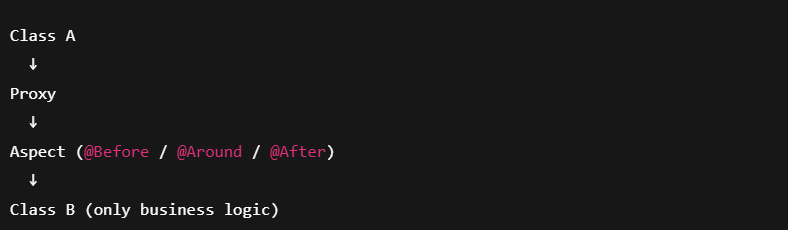 Class A
↓
Proxy
↓
Aspect (@Before / @Around / @After)
↓
Class B (only business logic)